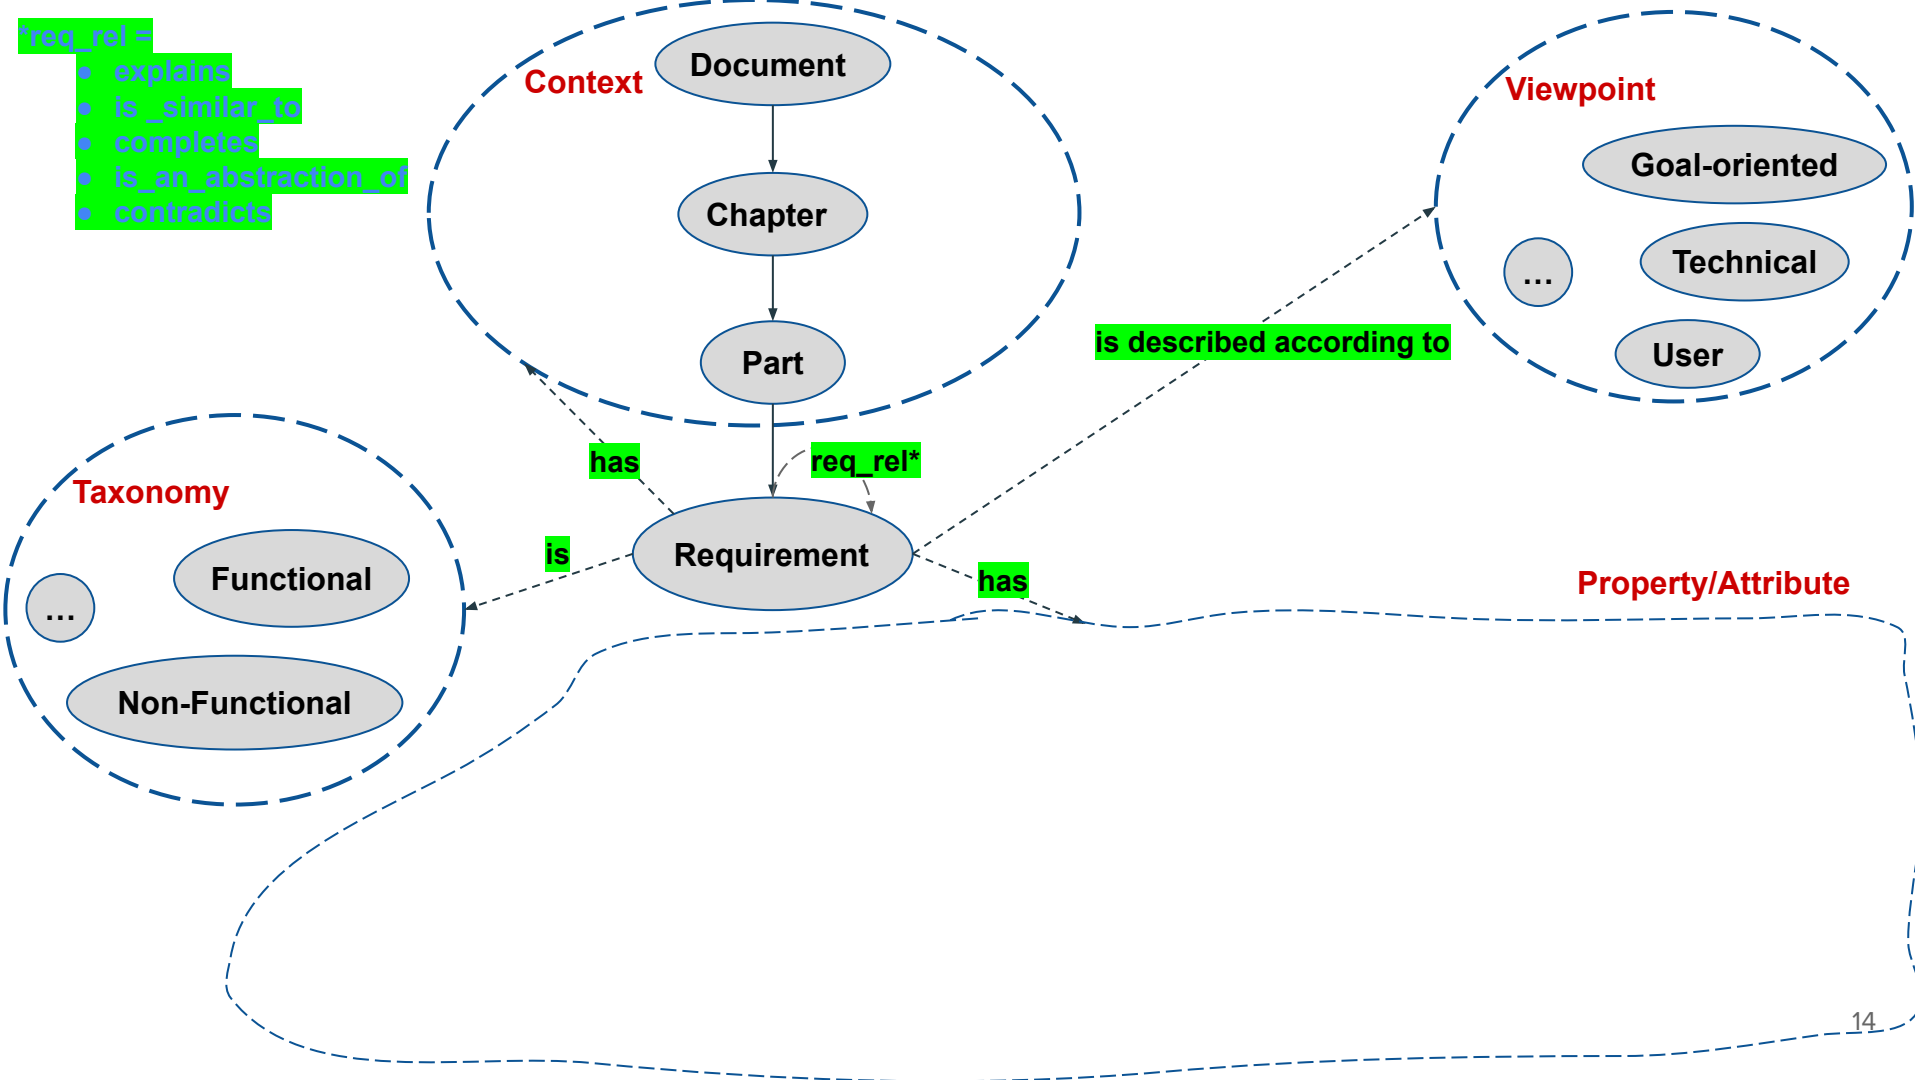 *req_rel =
● explains
● is _similar_to
● completes
● is_an_abstraction_of
● contradicts
Context
Document
Chapter
Part
Viewpoint
Goal-oriented
Technical
...
User
is described according to
has
req_rel*
Taxonomy
Functional
...
Non-Functional
is
Requirement
has
Property/Attribute
14